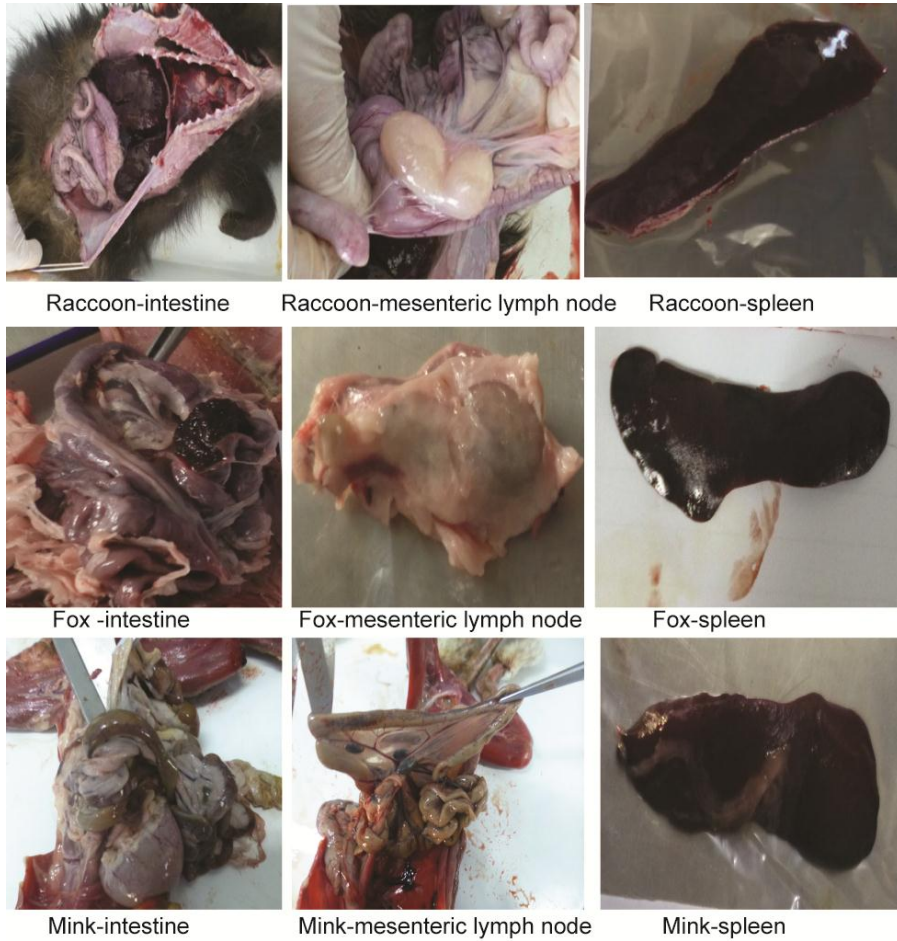 Raccoon-intestine Raccoon-mesenteric lymph node Raccoon-spleen
Fox -intestine Fox-mesenteric lymph node Fox-spleen
Mink-intestine Mink-mesenteric lymph node Mink-spleen